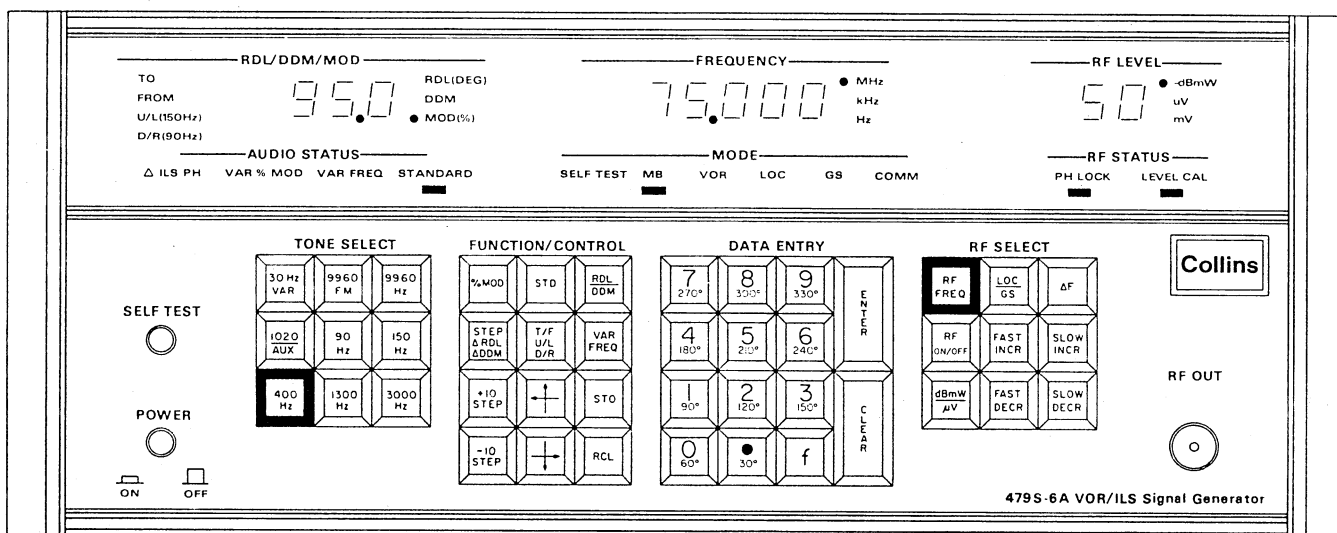 RDL/DDM/MOD
TO
FROM
U/L(150Hz)
D/R(90Hz)
95.0
RDL(DEG)
DDM
MOD(%)
FREQUENCY
75.000
MHz
kHz
Hz
RF LEVEL
50
-dBmW
uV
mV
AUDIO STATUS
Δ ILS PH VAR % MOD VAR FREQ STANDARD
MODE
SELF TEST MB VOR LOC GS COMM
RF STATUS
PH LOCK LEVEL CAL
SELF TEST
POWER
ON OFF
TONE SELECT
30 Hz VAR
9960 FM
9960 Hz
1020 AUX
90 Hz
150 Hz
400 Hz
1300 Hz
3000 Hz
FUNCTION/CONTROL
% MOD
STD
RDL DDM
STEP Δ RDL ΔDDM
T/F U/L D/R
VAR FREQ
+10 STEP
STO
-10 STEP
RCL
DATA ENTRY
7 270°
8 300°
9 330°
ENTER
4 180°
5 210°
6 240°
1 90°
2 120°
3 150°
CLEAR
0 60°
• 30°
f
RF SELECT
RF FREQ
LOC GS
ΔF
RF ON/OFF
FAST INCR
SLOW INCR
dBmW μV
FAST DECR
SLOW DECR
Collins
RF OUT
479S-6A VOR/ILS Signal Generator